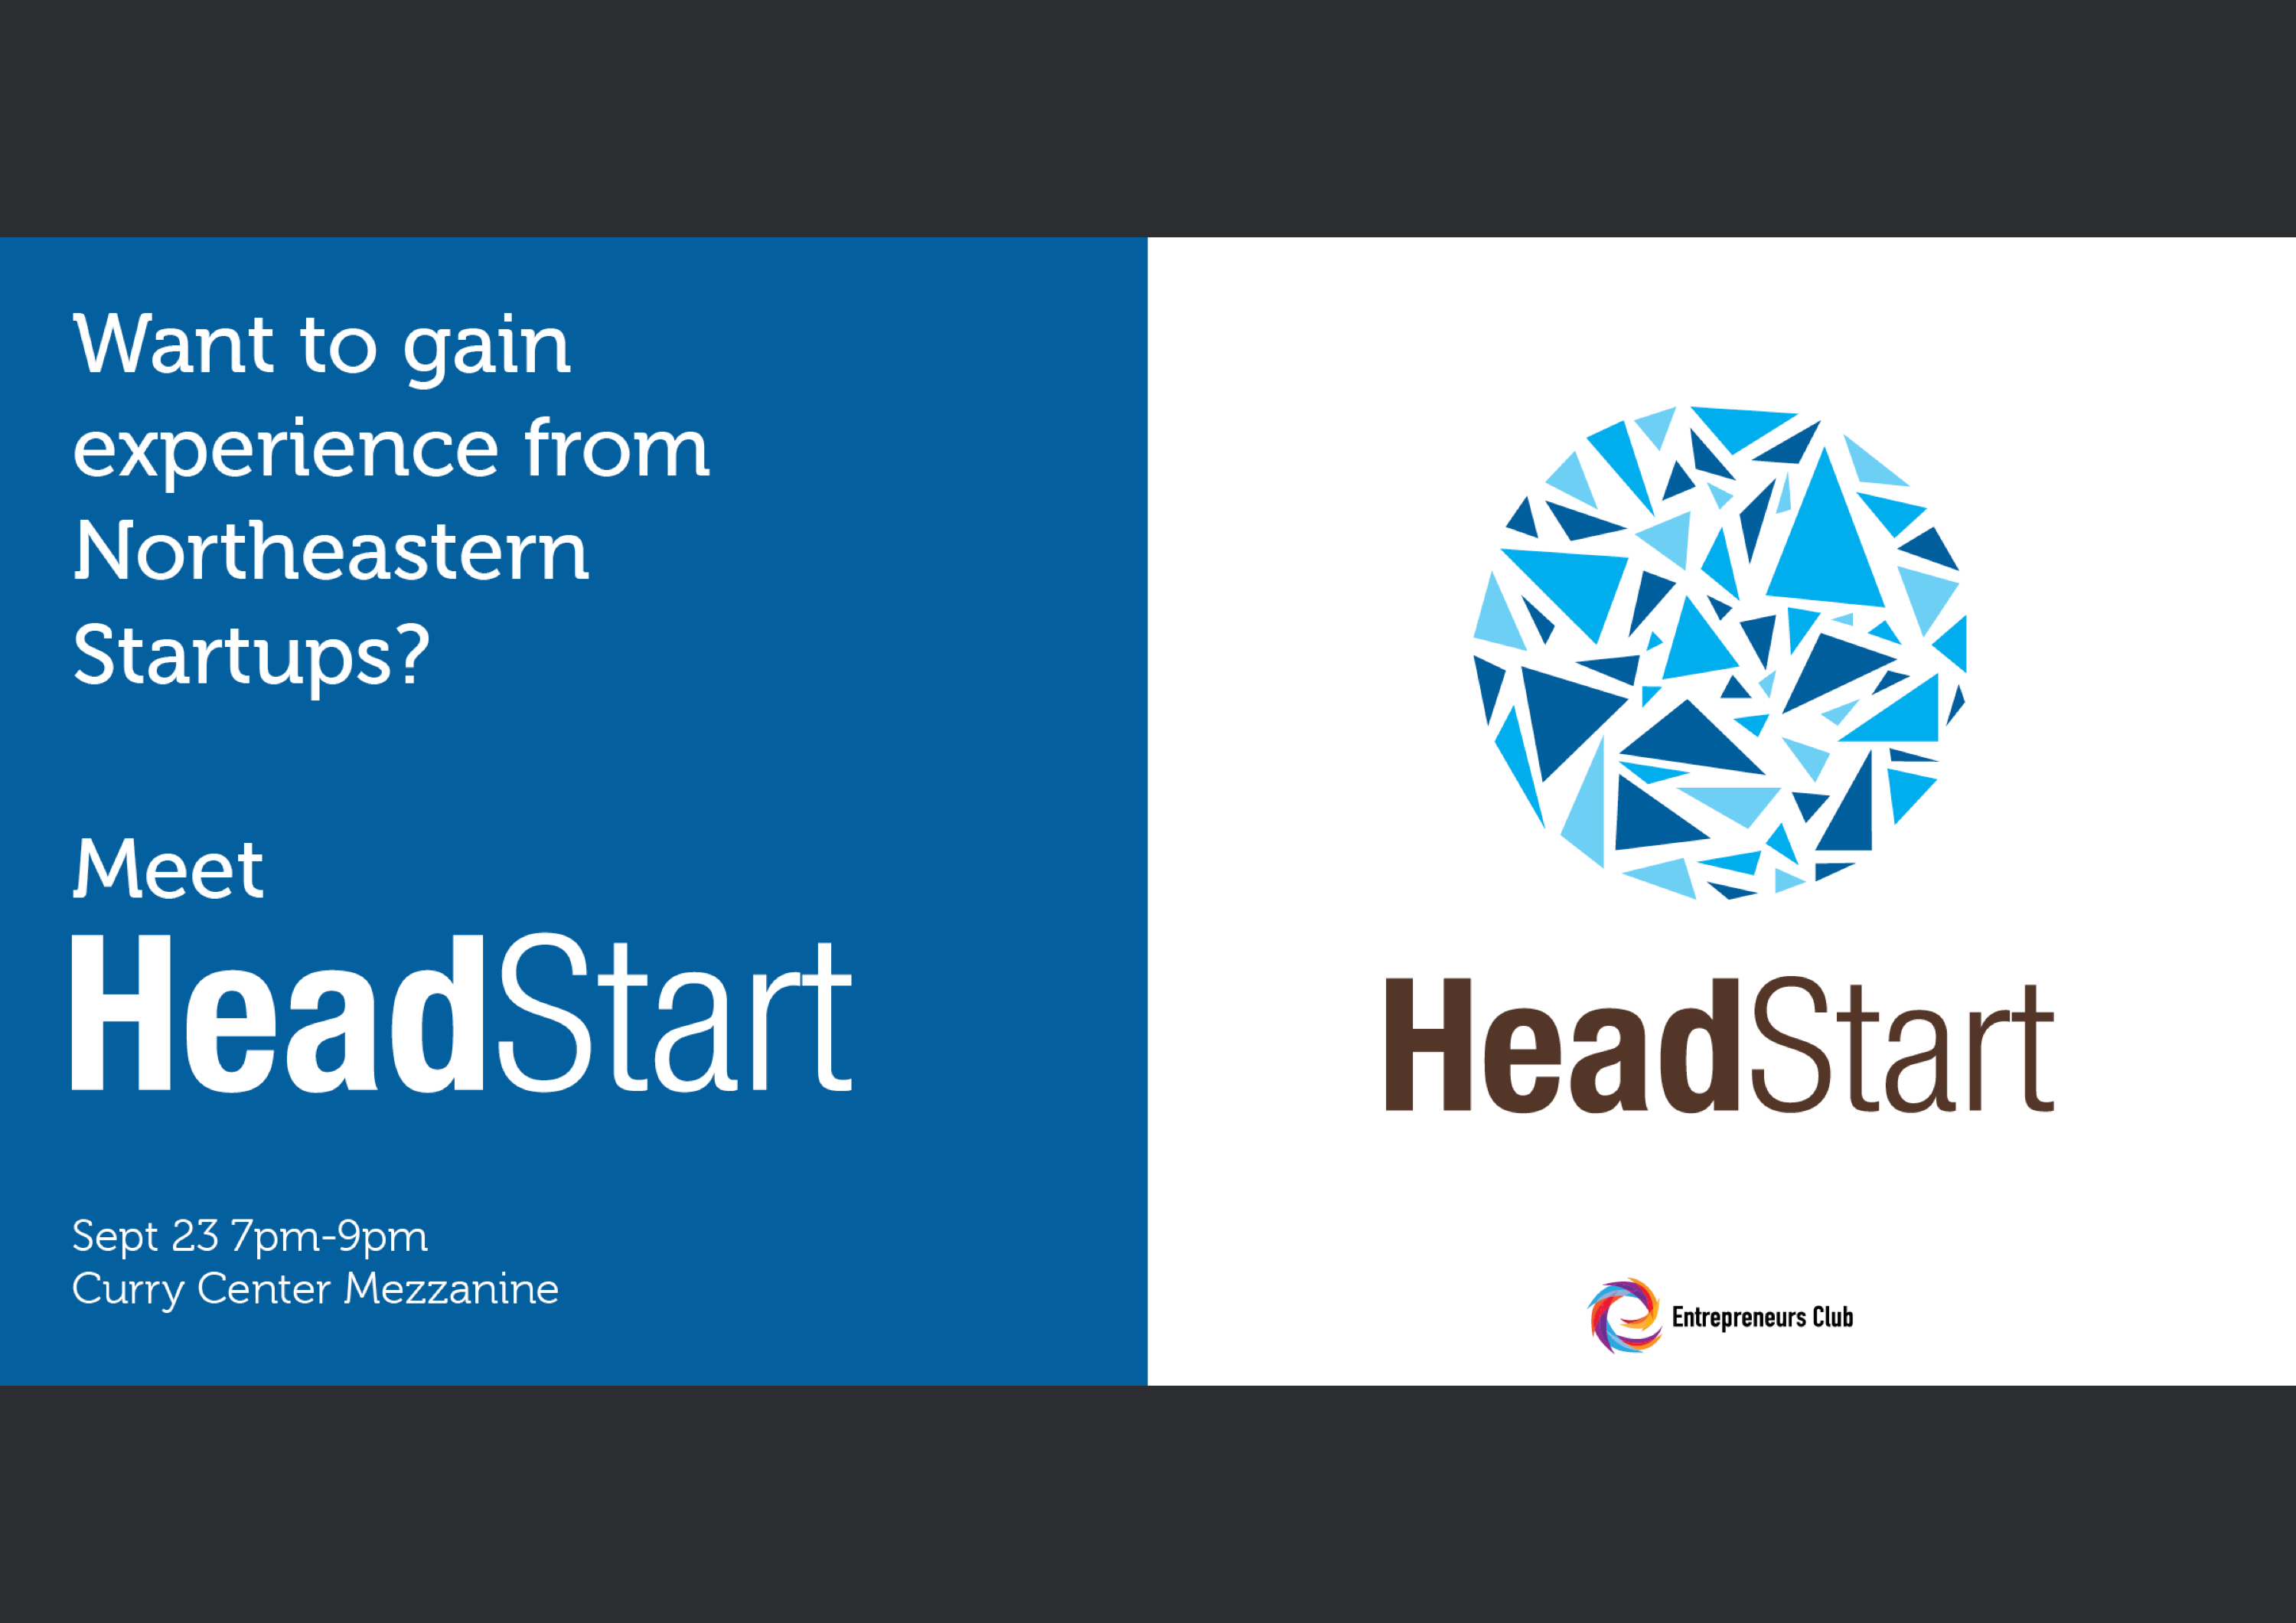 Want to gain
experience from
Northeastern
Startups?
Meet
HeadStart
Sept 23 7pm-9pm
Curry Center Mezzanine
HeadStart
Entrepreneurs Club